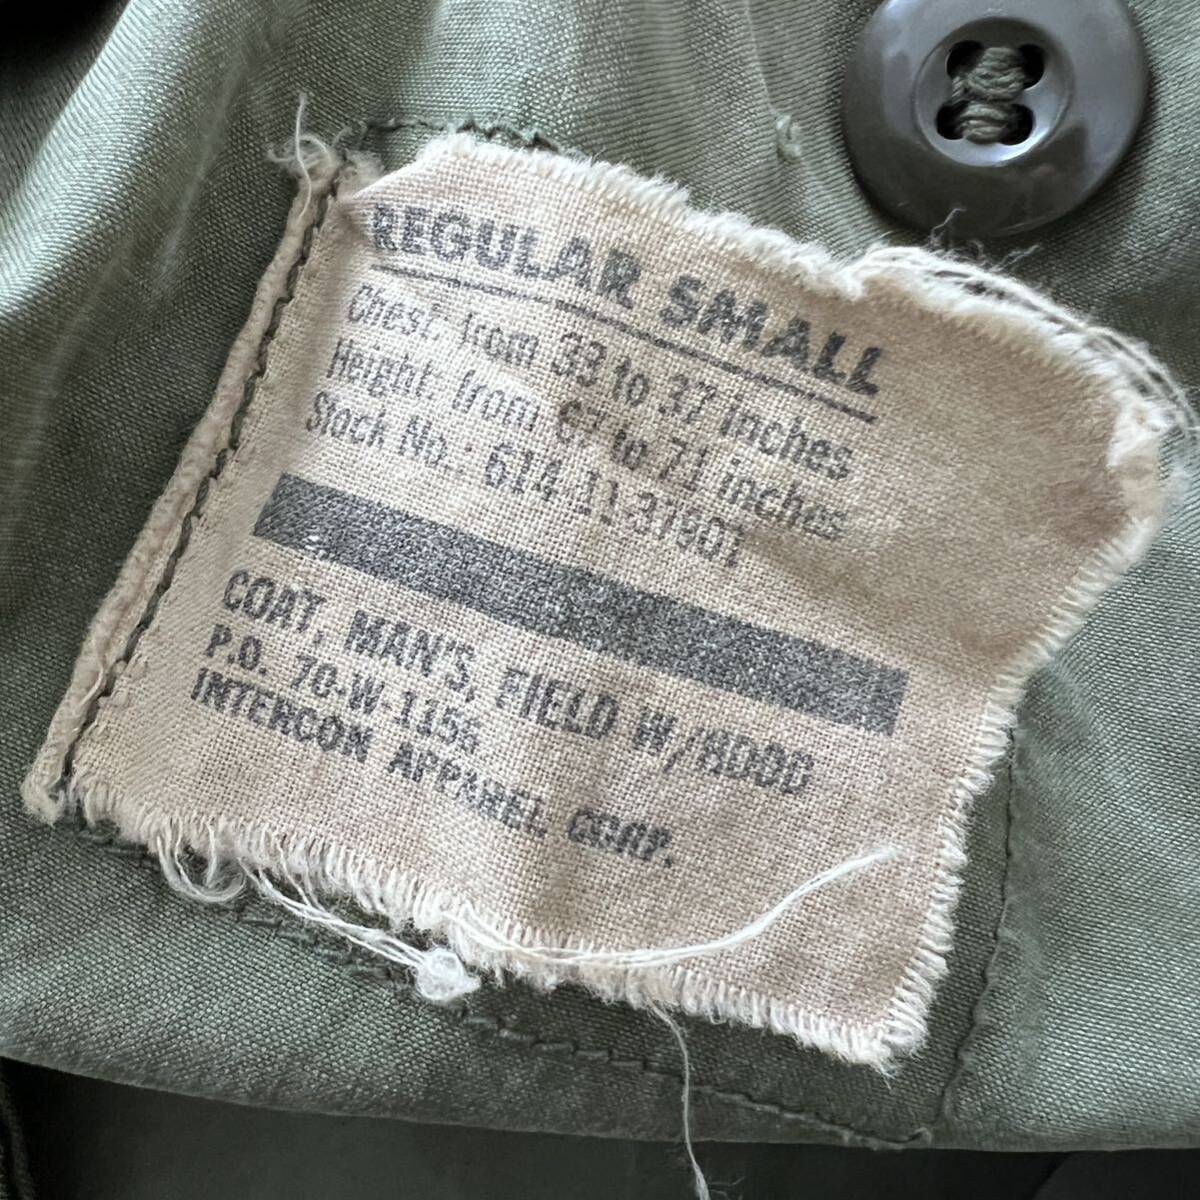 REGULAR SMALL
Chest: from 33 to 37 inches
Height: from 67 to 71 inches
Stock No.: 614-11-37901
COAT, MAN'S, FIELD W/HOOD
P.O. 70-W-1156
INTERCON APPAREL CORP.